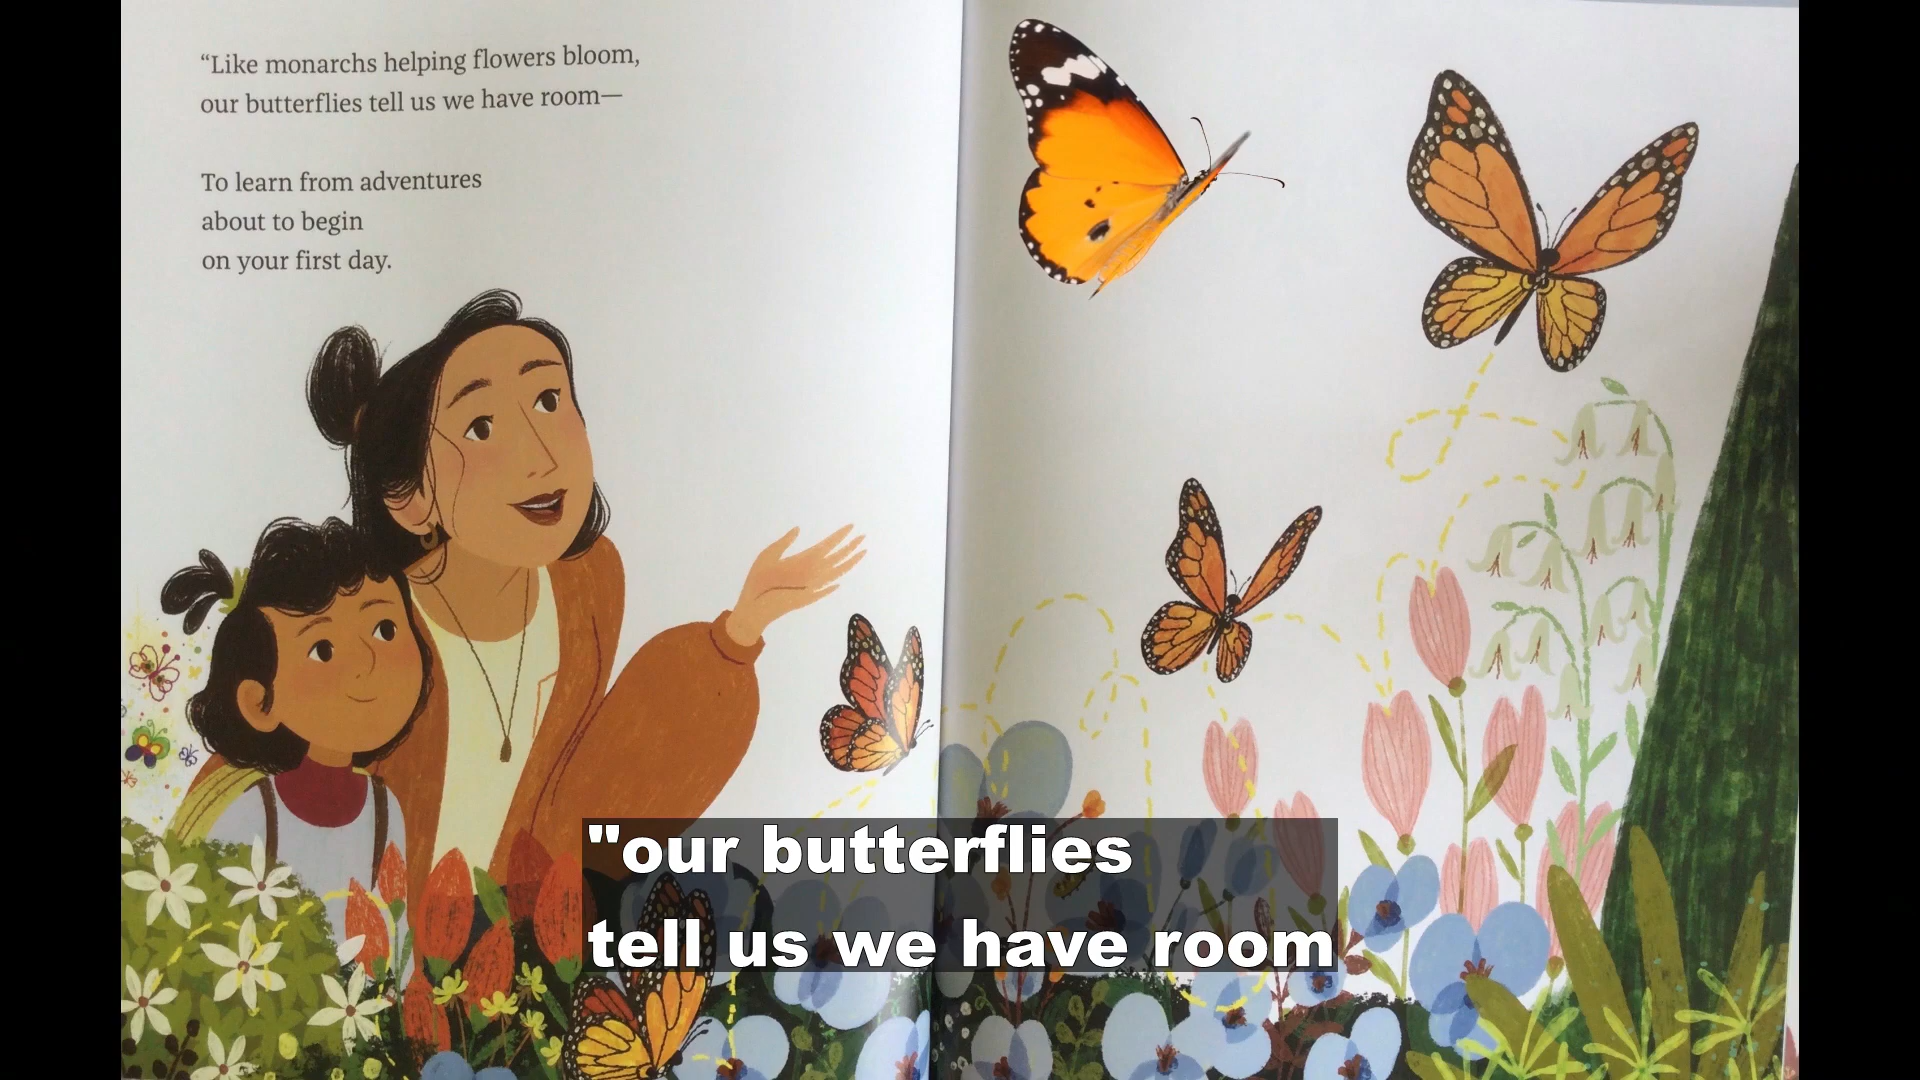 “Like monarchs helping flowers bloom,
our butterflies tell us we have room—
To learn from adventures
about to begin
on your first day.
"our butterflies
tell us we have room